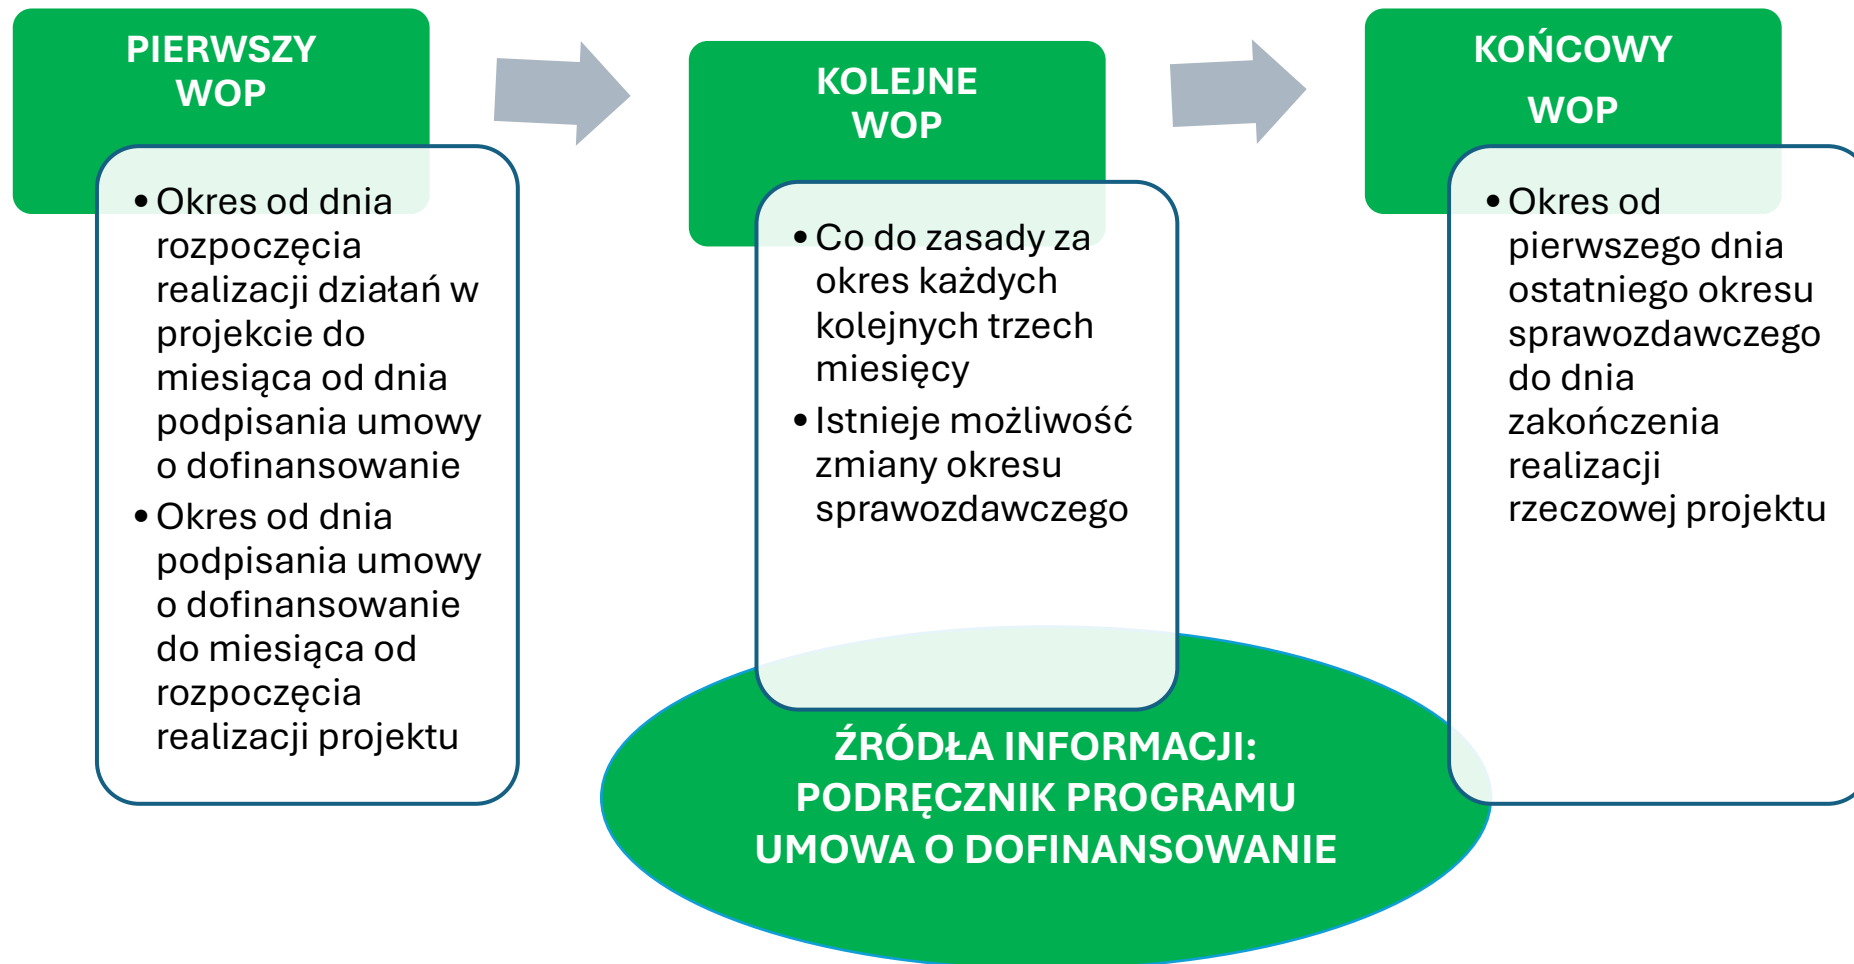 PIERWSZY
WOP
• Okres od dnia
rozpoczęcia
realizacji działań w
projekcie do
miesiąca od dnia
podpisania umowy
o dofinansowanie
• Okres od dnia
podpisania umowy
o dofinansowanie
do miesiąca od
rozpoczęcia
realizacji projektu
KOLEJNE
WOP
• Co do zasady za
okres każdych
kolejnych trzech
miesięcy
• Istnieje możliwość
zmiany okresu
sprawozdawczego
KOŃCOWY
WOP
• Okres od
pierwszego dnia
ostatniego okresu
sprawozdawczego
do dnia
zakończenia
realizacji
rzeczowej projektu
ŹRÓDŁA INFORMACJI:
PODRĘCZNIK PROGRAMU
UMOWA O DOFINANSOWANIE